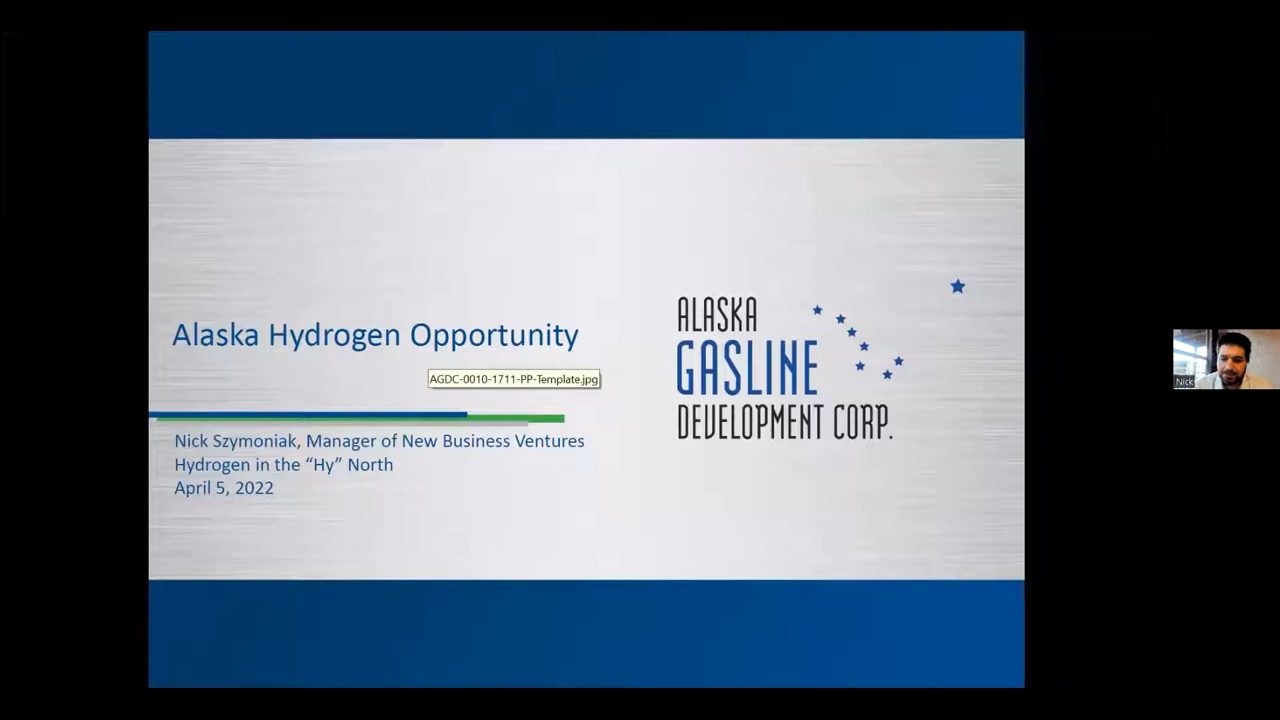 Alaska Hydrogen Opportunity
AGDC-0010-1711-PP-Template.jpg
Nick Szymoniak, Manager of New Business Ventures
Hydrogen in the “Hy” North
April 5, 2022
ALASKA
GASLINE
DEVELOPMENT CORP.
Nick